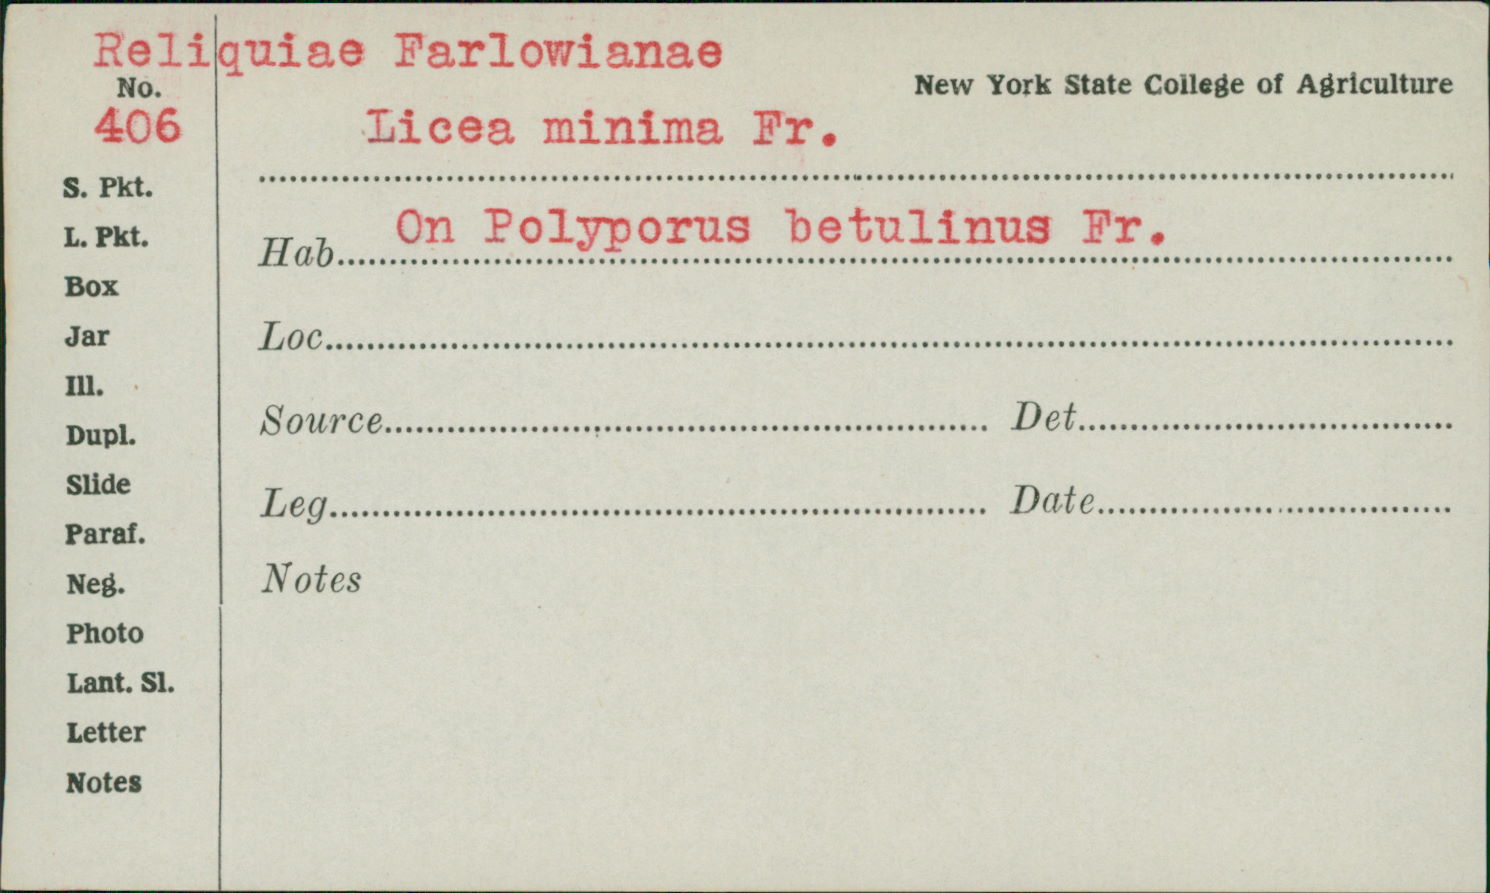 Reliquiae Farlowianae
No.
New York State College of Agriculture
406
Licea minima Fr.
S. Pkt.
On Polyporus betulinus Fr.
L. Pkt.
Hab
Box
Jar
Loc
Ill.
Source
Det
Dupl.
Slide
Leg
Date
Paraf.
Neg.
Notes
Photo
Lant. Sl.
Letter
Notes